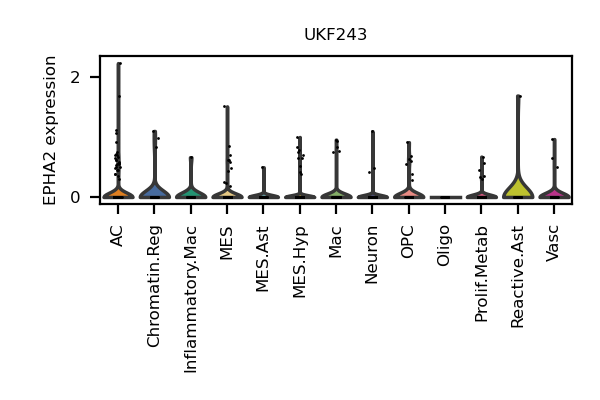 UKF243
EPHA2 expression
2
0
AC
Chromatin.Reg
Inflammatory.Mac
MES
MES.Ast
MES.Hyp
Mac
Neuron
OPC
Oligo
Prolif.Metab
Reactive.Ast
Vasc